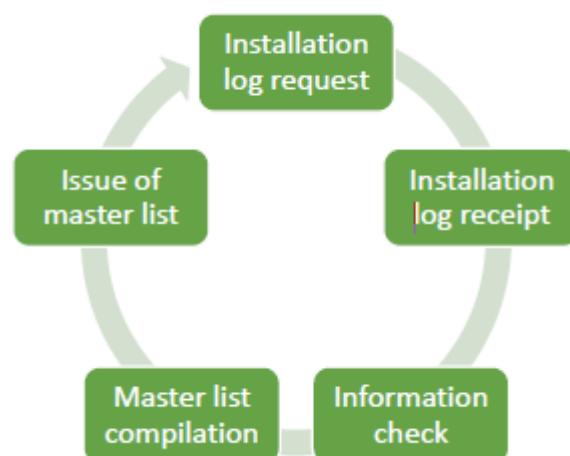 Installation
log request
Installation
log receipt
Information
check
Master list
compilation
Issue of
master list